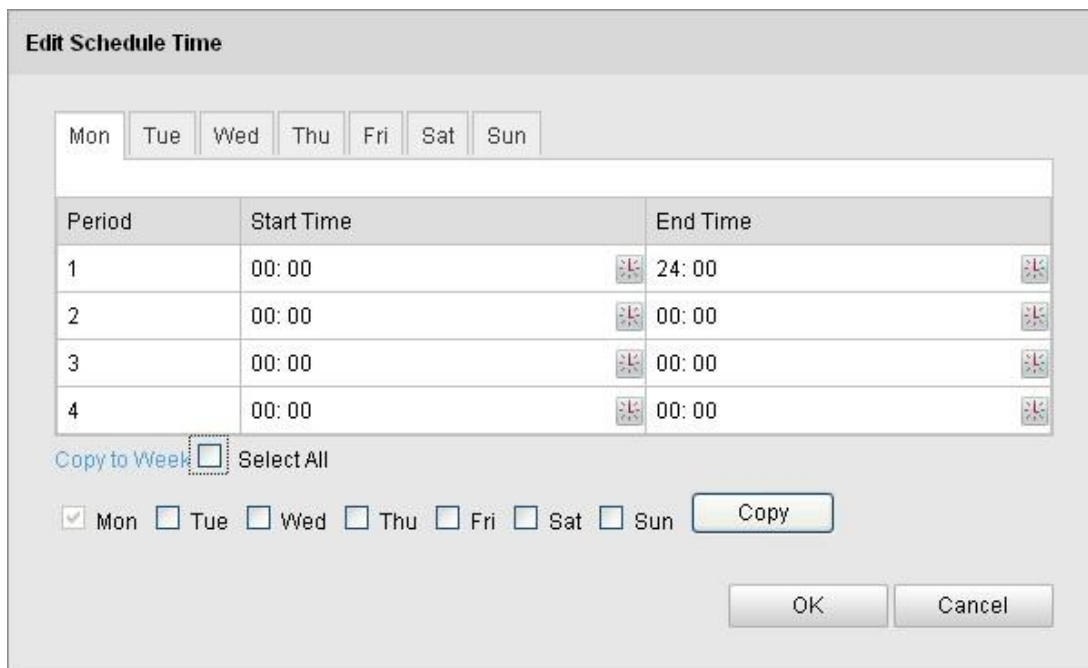 Edit Schedule Time
Mon Tue Wed Thu Fri Sat Sun
Period Start Time End Time
1 00: 00 24: 00
2 00: 00 00: 00
3 00: 00 00: 00
4 00: 00 00: 00
Copy to Week Select All
Mon Tue Wed Thu Fri Sat Sun Copy
OK Cancel